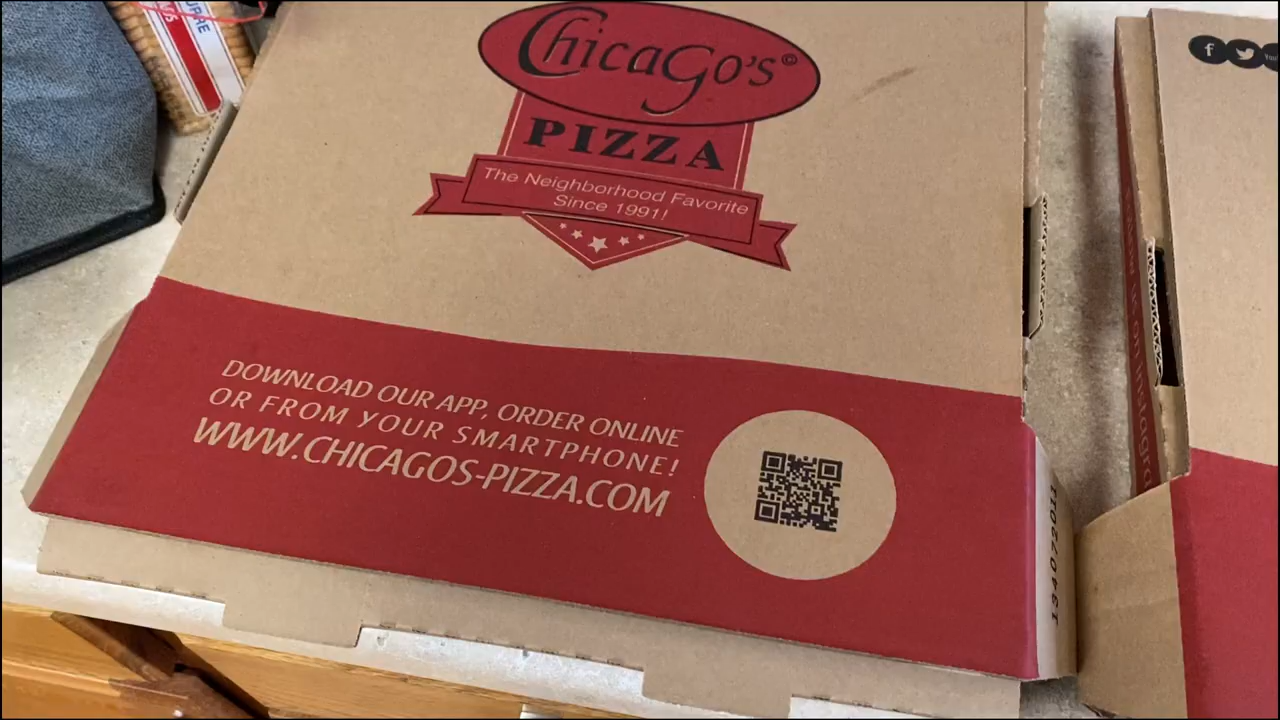 ChicaGo's©
PIZZA
The Neighborhood Favorite
Since 1991!
DOWNLOAD OUR APP, ORDER ONLINE
OR FROM YOUR SMARTPHONE!
WWW.CHICAGOS-PIZZA.COM
134072011
f